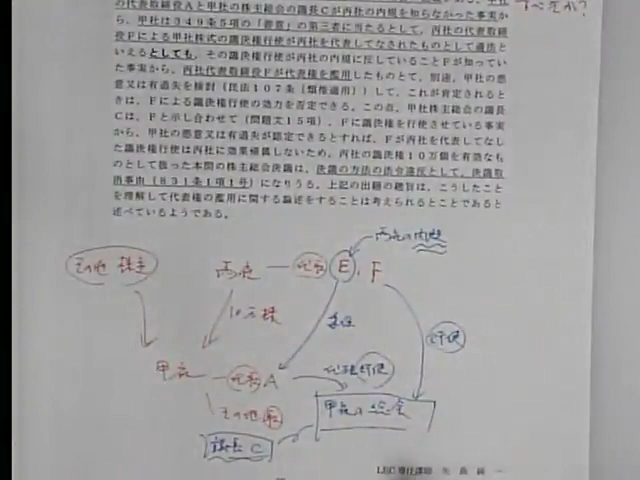 の代表取締役Aと甲社の株主総会の議長Cが丙社の内規を知らなかった事実か
ら、甲社は349条5項の「善意」の第三者に当たるとして、丙社の代表取締
役Fによる甲社株式の議決権行使が丙社を代表してなされたものとして適法と
いえるとしても、その議決権行使が丙社の内規に反していることFが知ってい
た事実から、丙社代表取締役Fが代表権を濫用したものとて、別途、甲社の悪
意又は有過失を検討(民法107条(類推適用))して、これが肯定されると
きは、Fによる議決権行使の効力を否定できる。この点、甲社株主総会の議長
Cは、Fと示し合わせて(問題文15項)、Fに議決権を行使させている事実
から、甲社の悪意又は有過失が認定できるとすれば、Fが丙社を代表してなし
た議決権行使は丙社に効果帰属しないため、丙社の議決権10万個を有効なも
のとして扱った本問の株主総会決議は、決議の方法の法令違反として、決議取
消事由(831条1項1号)になりうる。上記の出題の趣旨は、こうしたこと
を理解して代表権の濫用に関する論述をすることは考えられるとことであると
述べているようである。
丙社の内規
その他 株主
丙社 ― 代取 E、F
10万株
委任
行使
甲社 ― 代取 A
その他
甲社の総会
議長 C
LEC専任講師